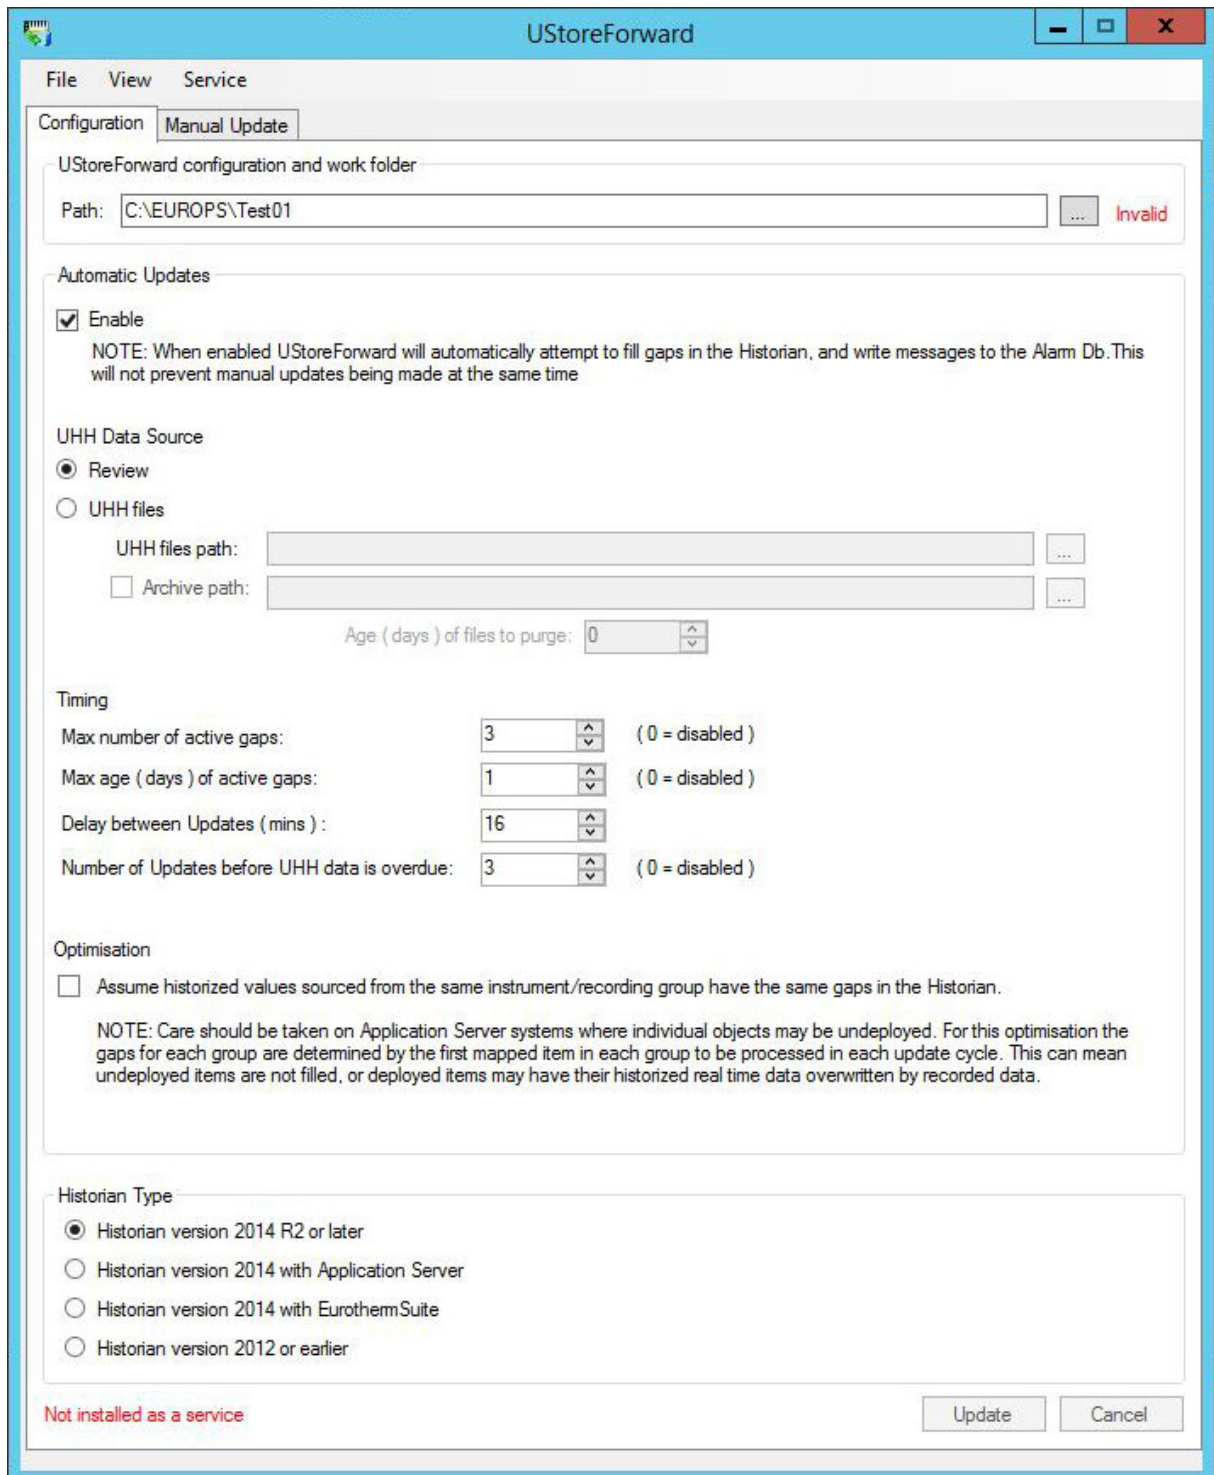 UStoreForward
File View Service
Configuration Manual Update
UStoreForward configuration and work folder
Path: C:\EUROPS\Test01 ... Invalid
Automatic Updates
Enable
NOTE: When enabled UStoreForward will automatically attempt to fill gaps in the Historian, and write messages to the Alarm Db.This
will not prevent manual updates being made at the same time
UHH Data Source
Review
UHH files
UHH files path: ...
Archive path: ...
Age ( days ) of files to purge: 0
Timing
Max number of active gaps: 3 ( 0 = disabled )
Max age ( days ) of active gaps: 1 ( 0 = disabled )
Delay between Updates ( mins ) : 16
Number of Updates before UHH data is overdue: 3 ( 0 = disabled )
Optimisation
Assume historized values sourced from the same instrument/recording group have the same gaps in the Historian.
NOTE: Care should be taken on Application Server systems where individual objects may be undeployed. For this optimisation the
gaps for each group are determined by the first mapped item in each group to be processed in each update cycle. This can mean
undeployed items are not filled, or deployed items may have their historized real time data overwritten by recorded data.
Historian Type
Historian version 2014 R2 or later
Historian version 2014 with Application Server
Historian version 2014 with EurothermSuite
Historian version 2012 or earlier
Not installed as a service Update Cancel